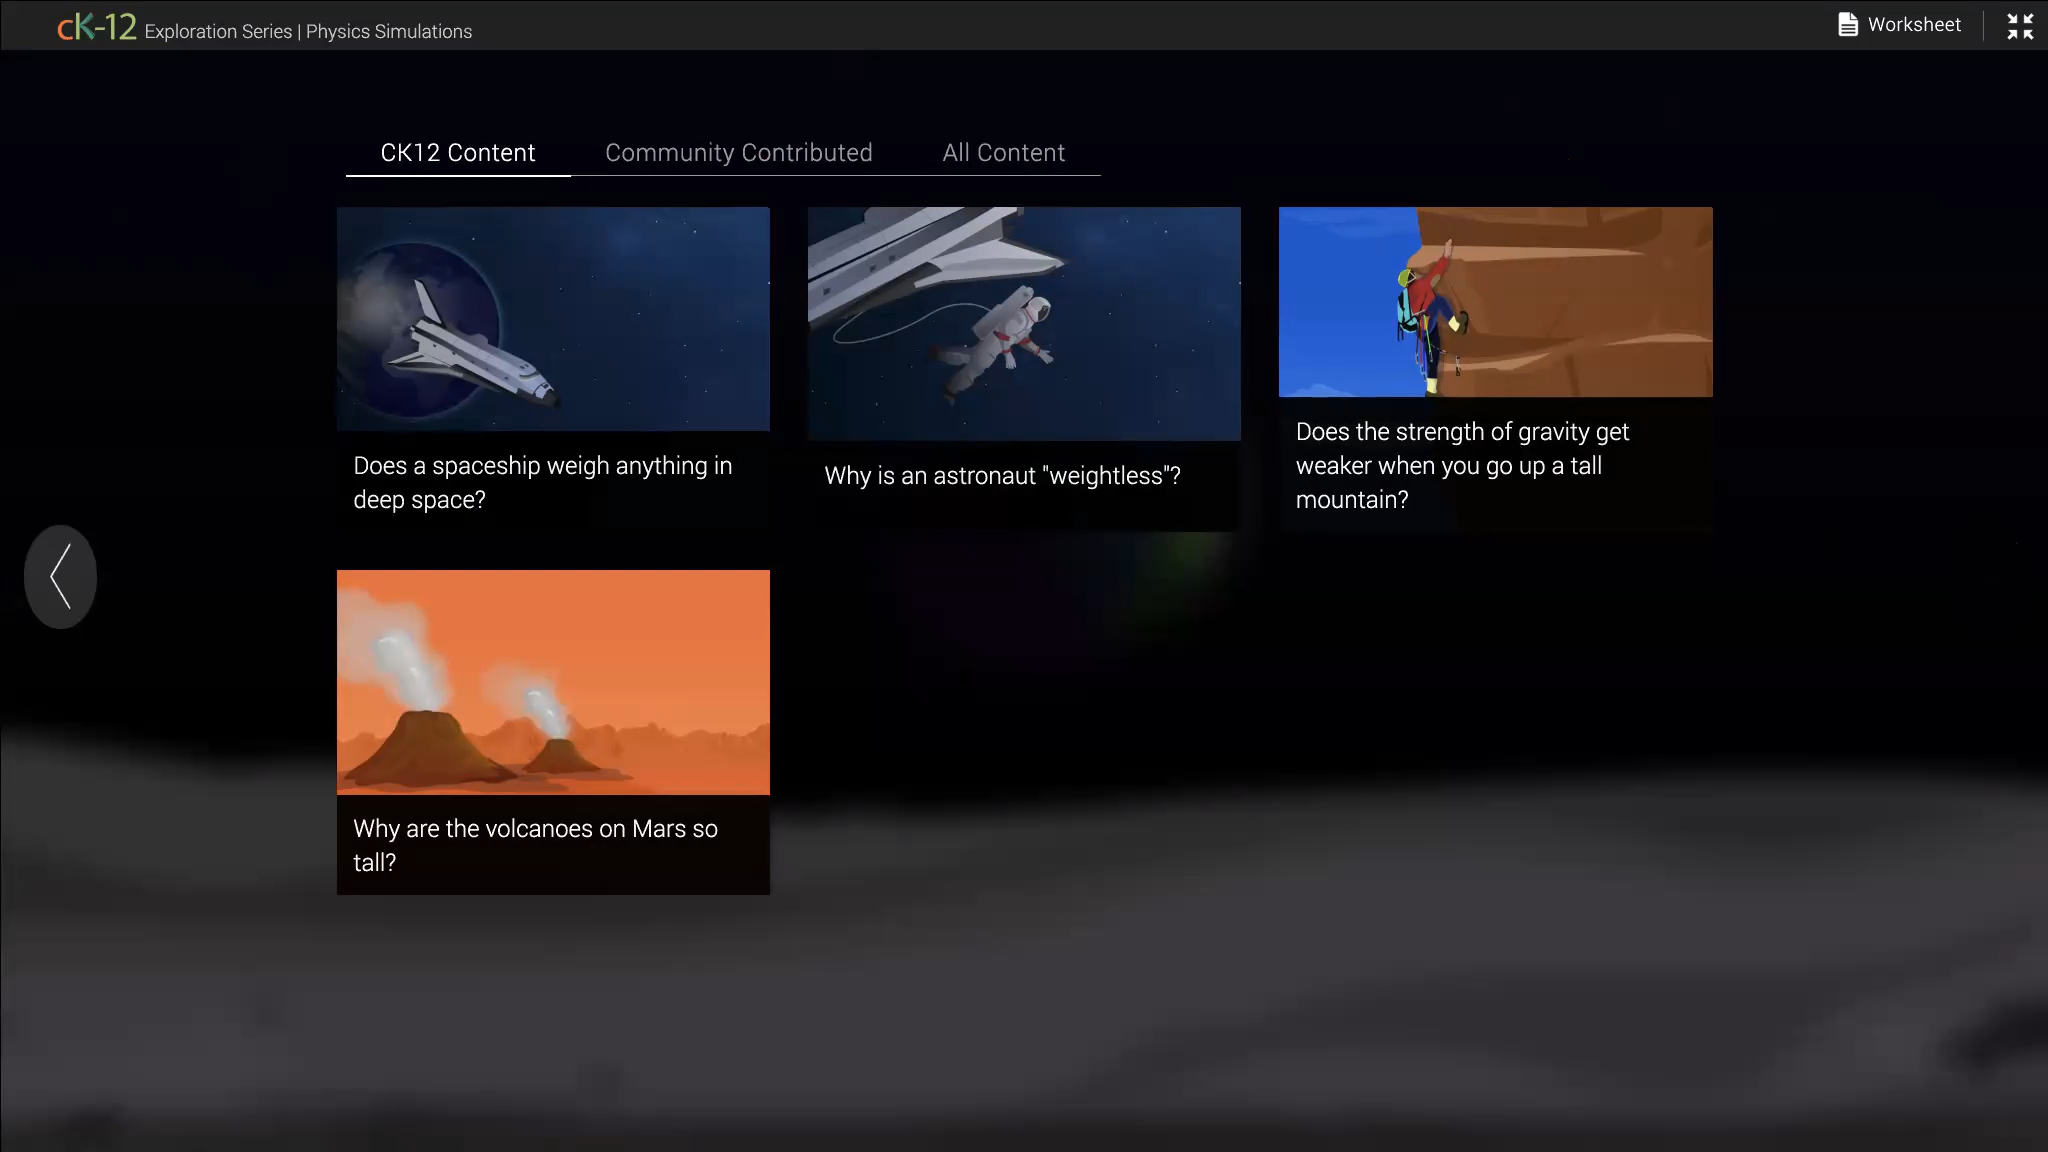 cK-12 Exploration Series | Physics Simulations
Worksheet
CK12 Content
Community Contributed
All Content
Does a spaceship weigh anything in
deep space?
Why is an astronaut "weightless"?
Does the strength of gravity get
weaker when you go up a tall
mountain?
Why are the volcanoes on Mars so
tall?